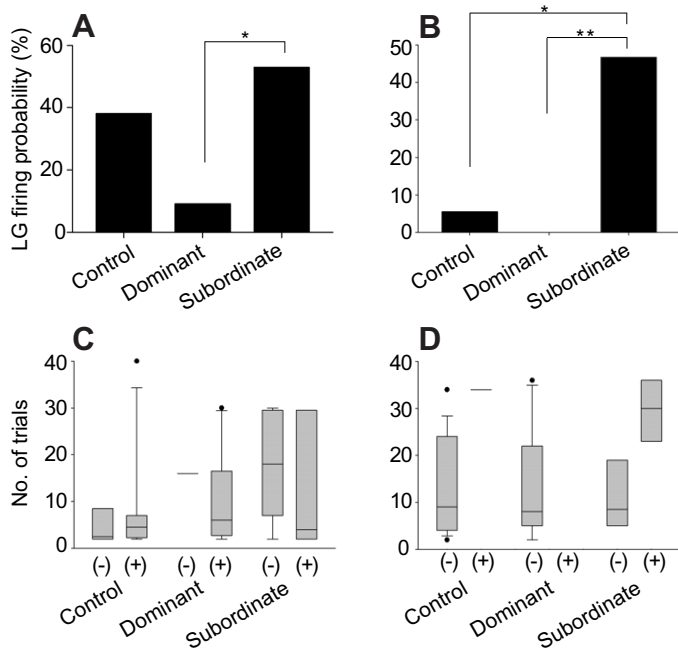 A
B
LG firing probability (%)
60
40
20
0
*
Control
Dominant
Subordinate
50
40
30
20
10
0
*
**
Control
Dominant
Subordinate
C
D
No. of trials
40
30
20
10
0
(-) (+) (-) (+) (-) (+)
Control
Dominant
Subordinate
40
30
20
10
0
(-) (+) (-) (+) (-) (+)
Control
Dominant
Subordinate